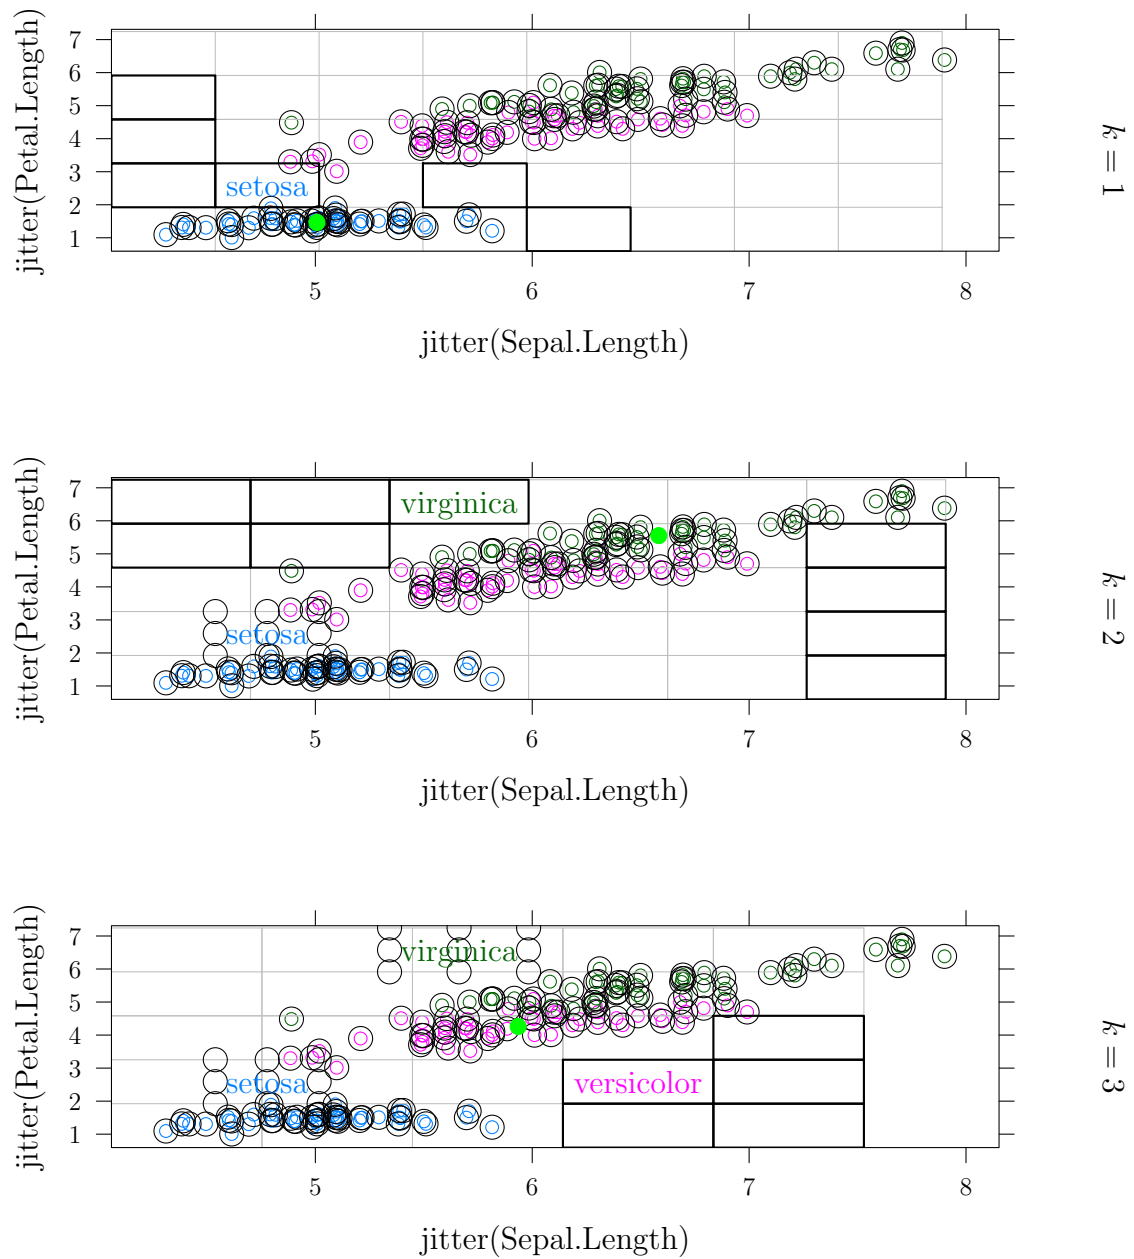 jitter(Petal.Length)
7
6
5
4
3
2
1
setosa
5
6
7
8
jitter(Sepal.Length)
k = 1
jitter(Petal.Length)
7
6
5
4
3
2
1
virginica
setosa
5
6
7
8
jitter(Sepal.Length)
k = 2
jitter(Petal.Length)
7
6
5
4
3
2
1
virginica
setosa
versicolor
5
6
7
8
jitter(Sepal.Length)
k = 3